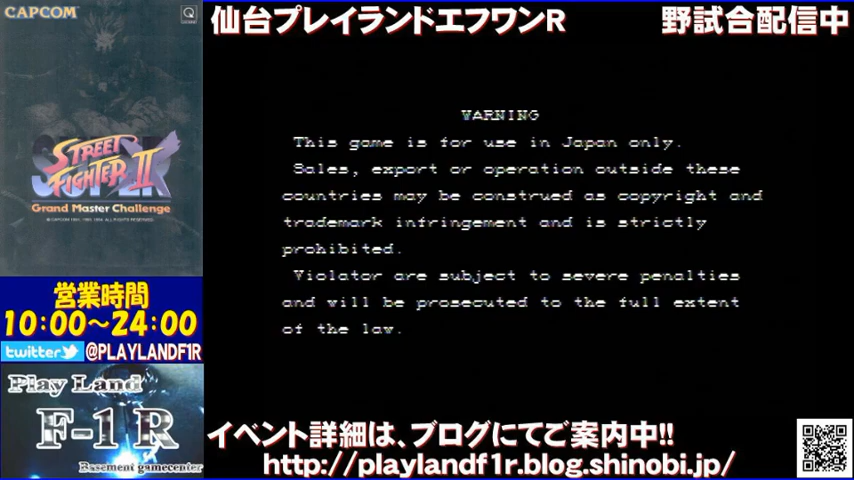 CAPCOM
SUPER
STREET
FIGHTER II X
Grand Master Challenge
営業時間
10:00～24:00
twitter @PLAYLANDF1R
Play Land
F-1 R
Basement gamecenter
仙台プレイランドエフワンR
野試合配信中
WARNING
This game is for use in Japan only.
Sales, export or operation outside these
countries may be construed as copyright and
trademark infringement and is strictly
prohibited.
Violator are subject to severe penalties
and will be prosecuted to the full extent
of the law.
イベント詳細は、ブログにてご案内中!!
http://playlandf1r.blog.shinobi.jp/